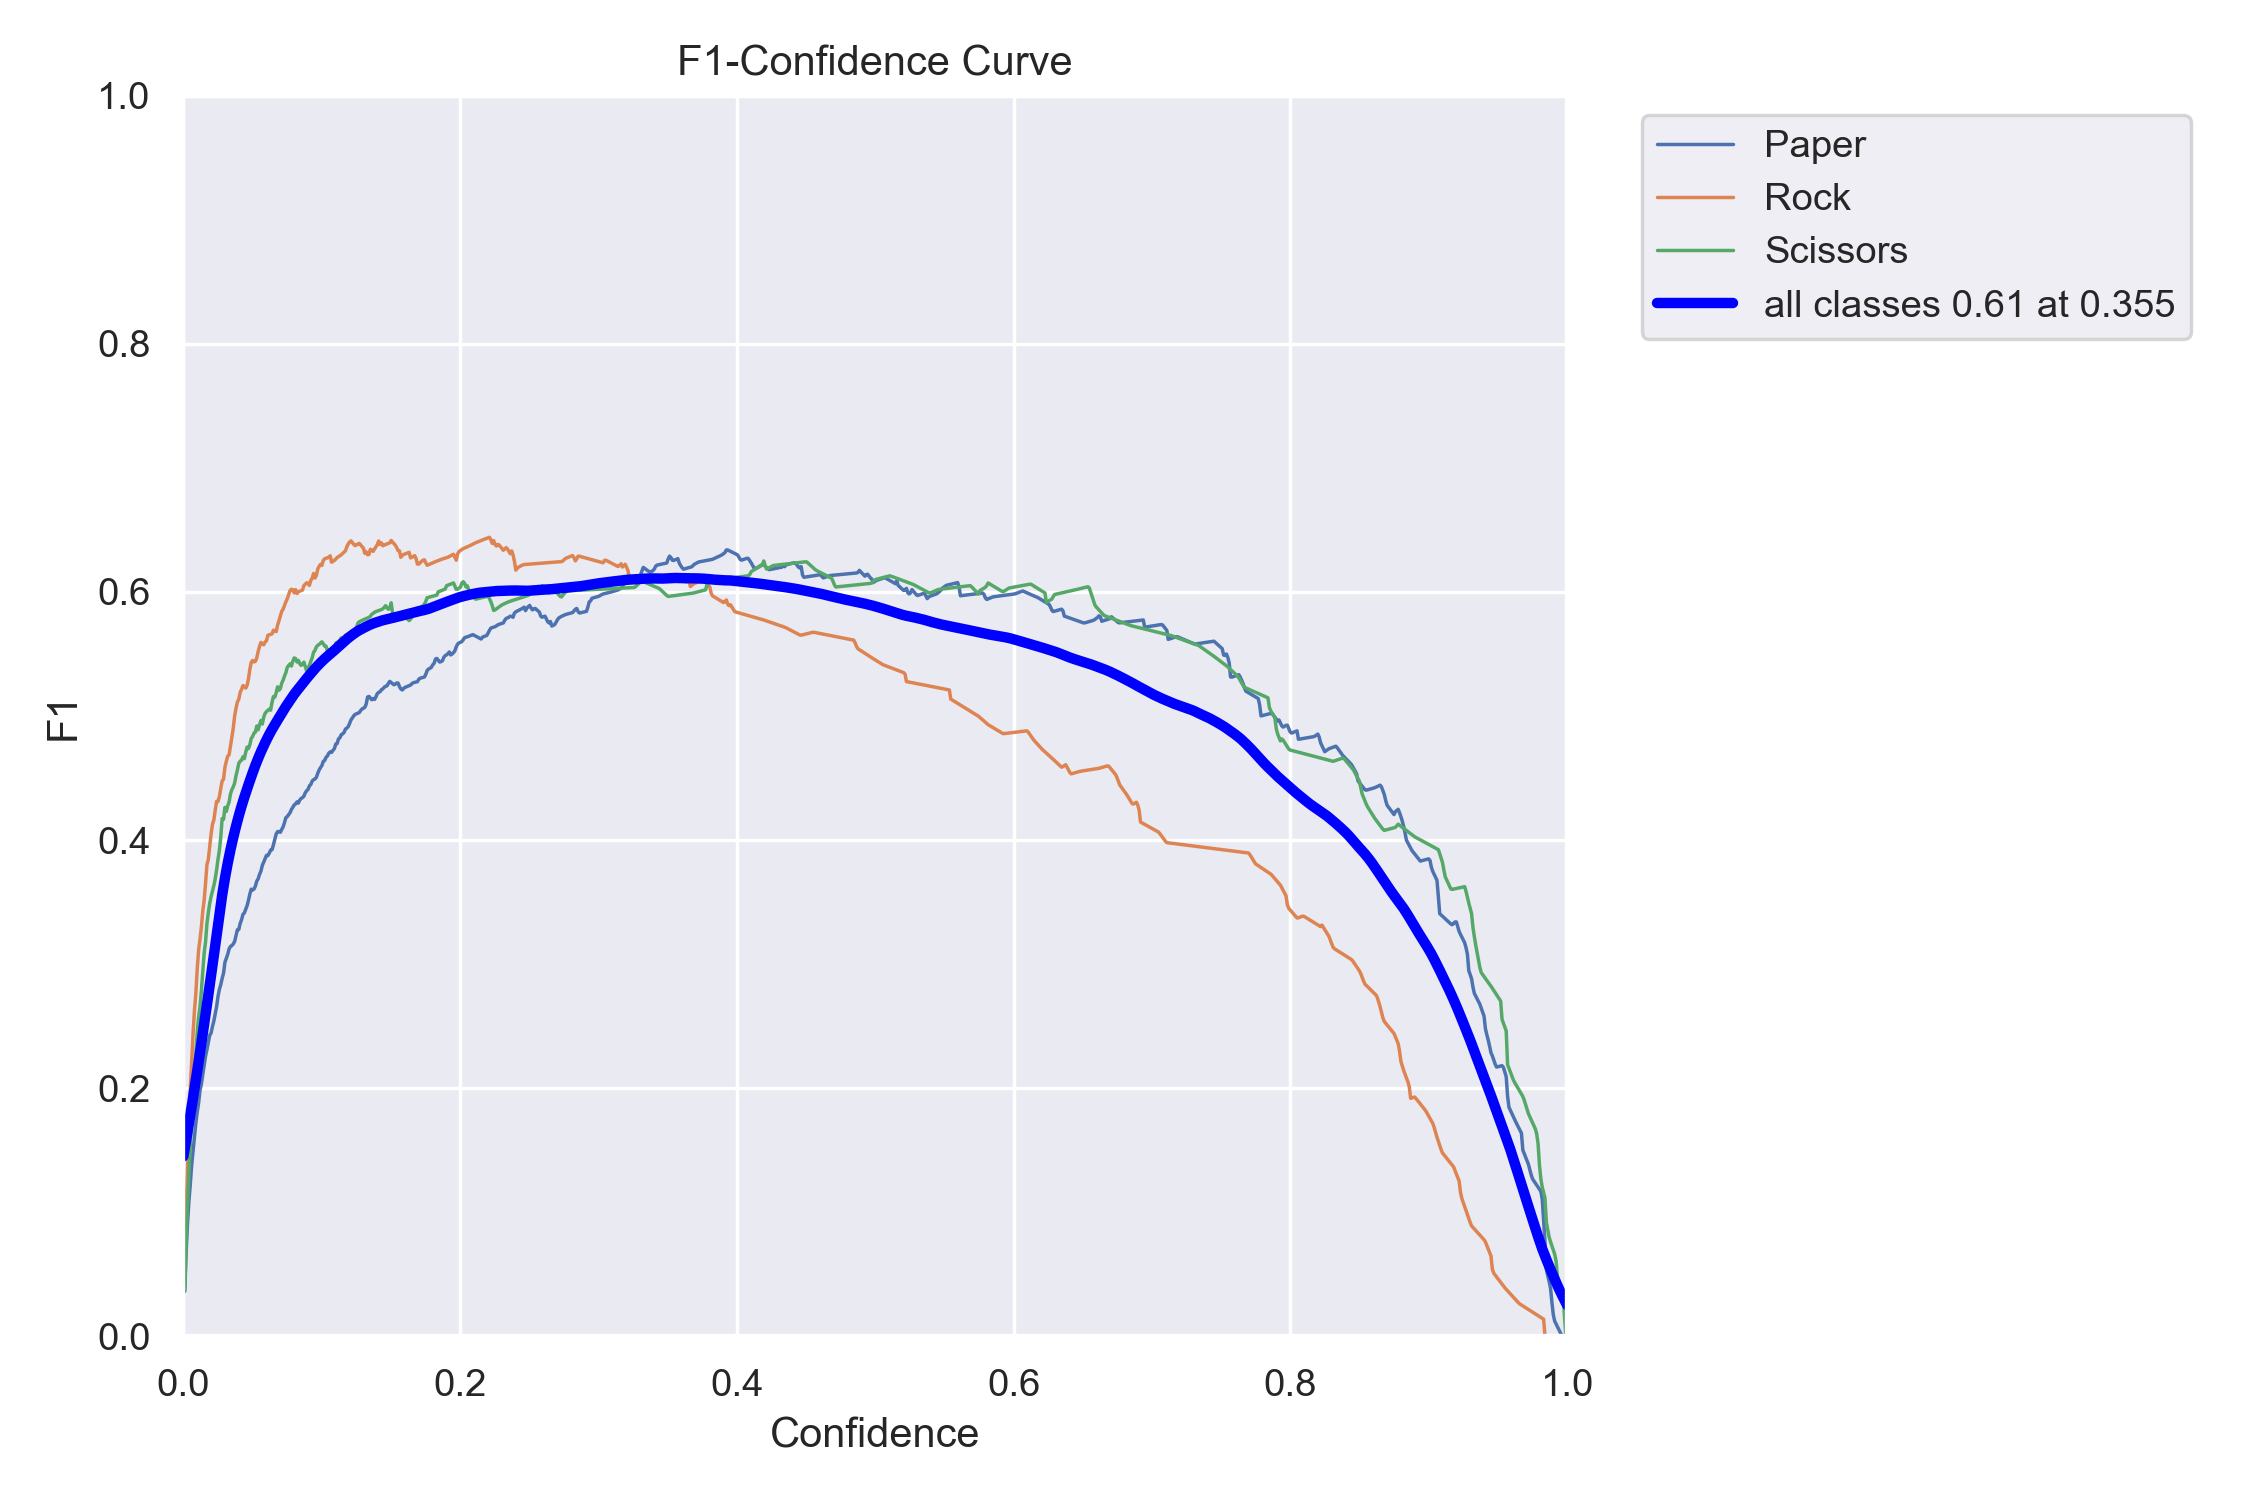 F1-Confidence Curve
1.0
0.8
0.6
0.4
0.2
0.0
F1
0.0 0.2 0.4 0.6 0.8 1.0
Confidence
Paper
Rock
Scissors
all classes 0.61 at 0.355